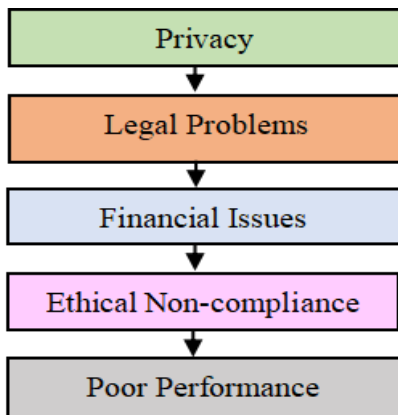 Privacy
Legal Problems
Financial Issues
Ethical Non-compliance
Poor Performance